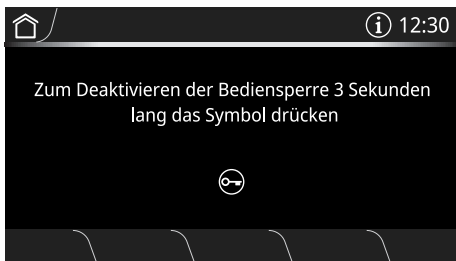 12:30
Zum Deaktivieren der Bediensperre 3 Sekunden
lang das Symbol drücken